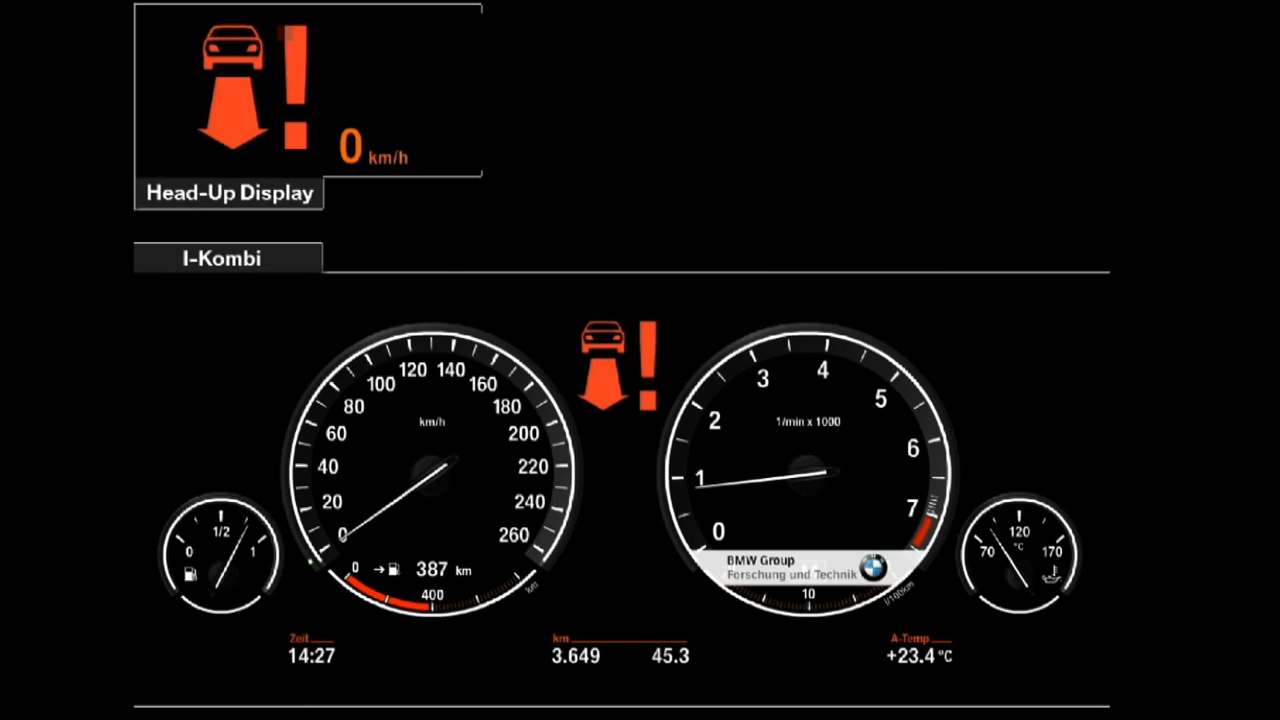 0 km/h
Head-Up Display
I-Kombi
0 20 40 60 80 100 120 140 160 180 200 220 240 260
km/h
0 387 km
400
km
0 1 2 3 4 5 6 7
1/min x 1000
BMW Group
Forschung und Technik
10
l/100km
0 1/2 1
70 120 170
°C
Zeit
14:27
km
3.649 45.3
A-Temp
+23.4 °C